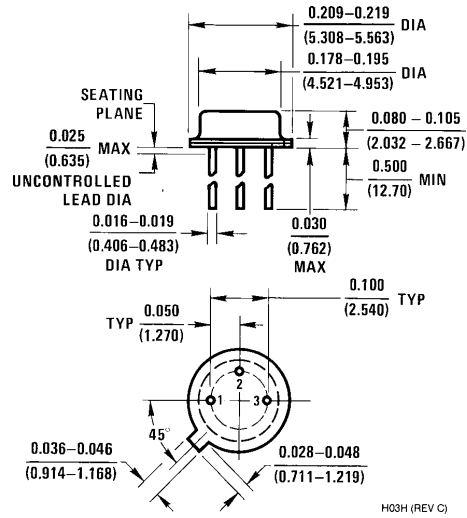 0.209–0.219 DIA
(5.308–5.563)
0.178–0.195 DIA
(4.521–4.953)
SEATING
PLANE
0.080 – 0.105
(2.032 – 2.667)
0.025 MAX
(0.635)
0.500 MIN
(12.70)
UNCONTROLLED
LEAD DIA
0.016–0.019
(0.406–0.483)
DIA TYP
0.030
(0.762)
MAX
0.100 TYP
(2.540)
TYP 0.050
(1.270)
2
1
3
45°
0.036–0.046
(0.914–1.168)
0.028–0.048
(0.711–1.219)
H03H (REV C)